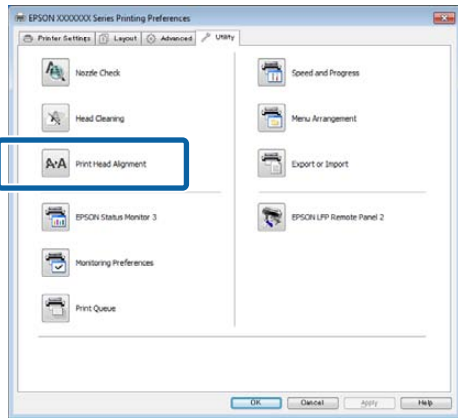 EPSON XXXXXXX Series Printing Preferences
Printer Settings Layout Advanced Utility
Nozzle Check
Speed and Progress
Head Cleaning
Menu Arrangement
A A Print Head Alignment
Export or Import
EPSON Status Monitor 3
EPSON LFP Remote Panel 2
Monitoring Preferences
Print Queue
OK Cancel Apply Help